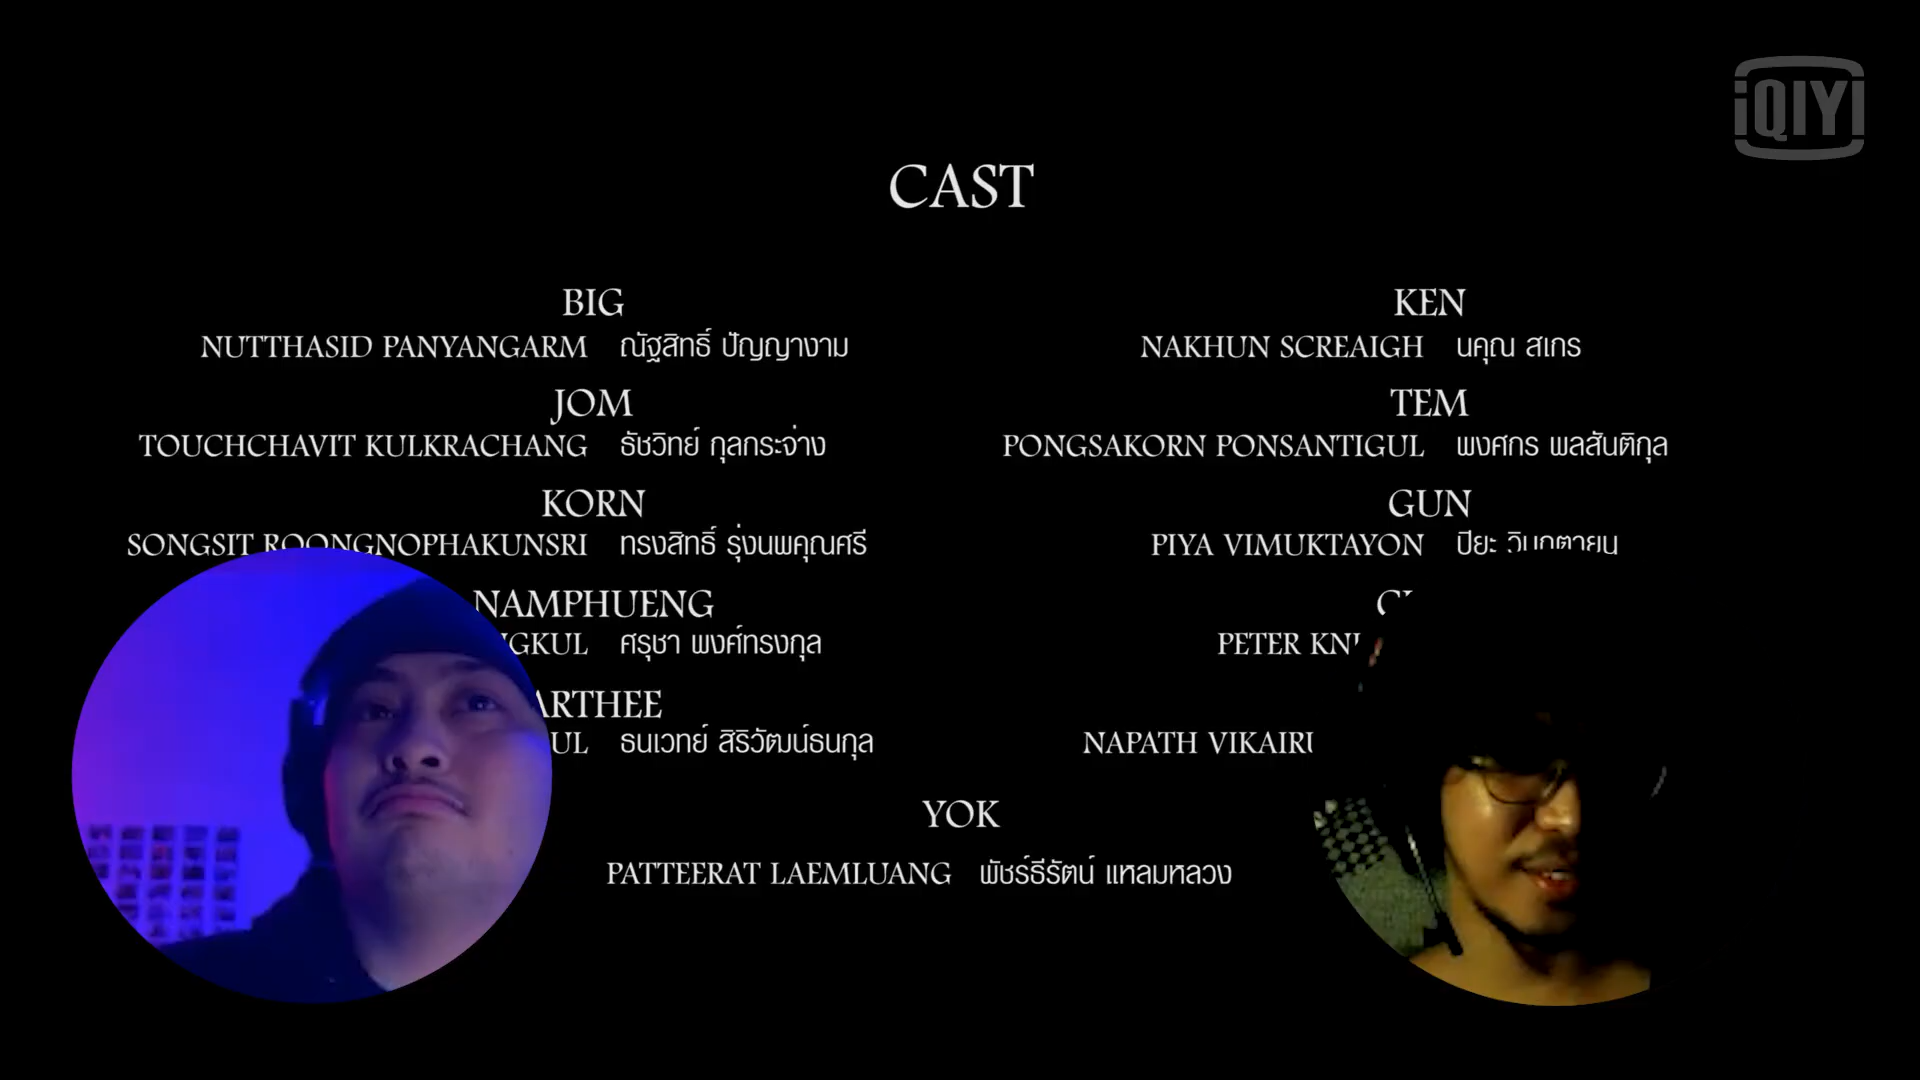 iQIYI
CAST
BIG
NUTTHASID PANYANGARM ณัฐสิทธิ์ ปัญญางาม
JOM
TOUCHCHAVIT KULKRACHANG ธัชวิทย์ กุลกระจ่าง
KORN
SONGSIT ROONGNOPHAKUNSRI ทรงสิทธิ์ รุ่งนพคุณศรี
NAMPHUENG
ศรุชา พงศ์ทรงกุล
ธนเวทย์ สิริวัฒน์ธนกุล
KEN
NAKHUN SCREAIGH นคุณ สเกร
TEM
PONGSAKORN PONSANTIGUL พงศกร พลสันติกุล
GUN
PIYA VIMUKTAYON ปิยะ
PETER
NAPATH
YOK
PATTEERAT LAEMLUANG พัชร์ธีรัตน์ แหลมหลวง